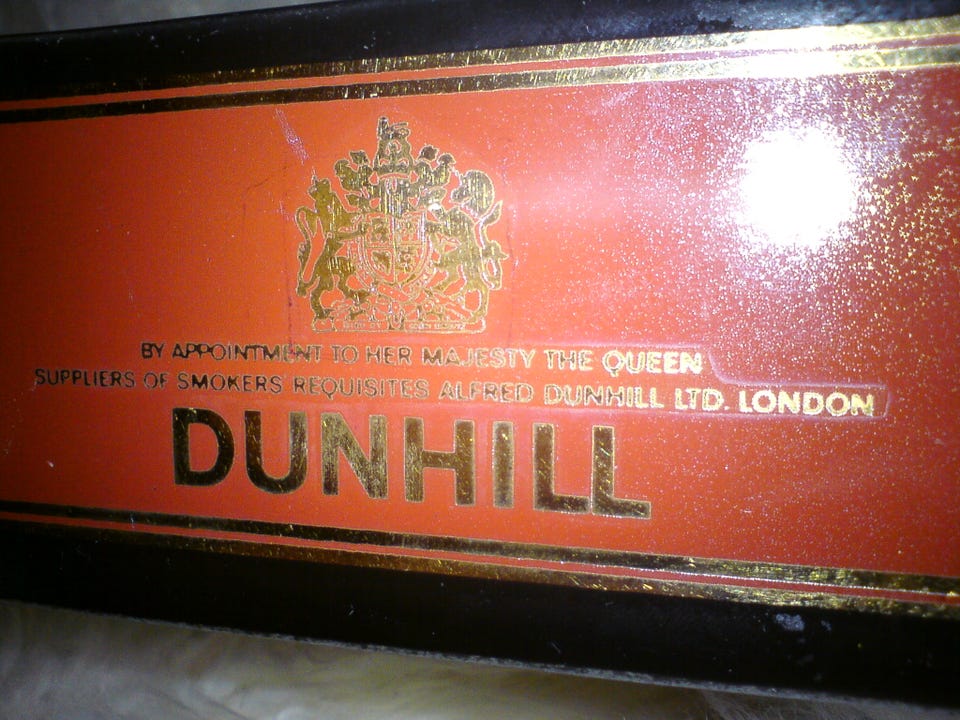 BY APPOINTMENT TO HER MAJESTY THE QUEEN
SUPPLIERS OF SMOKERS REQUISITES ALFRED DUNHILL LTD. LONDON
DUNHILL